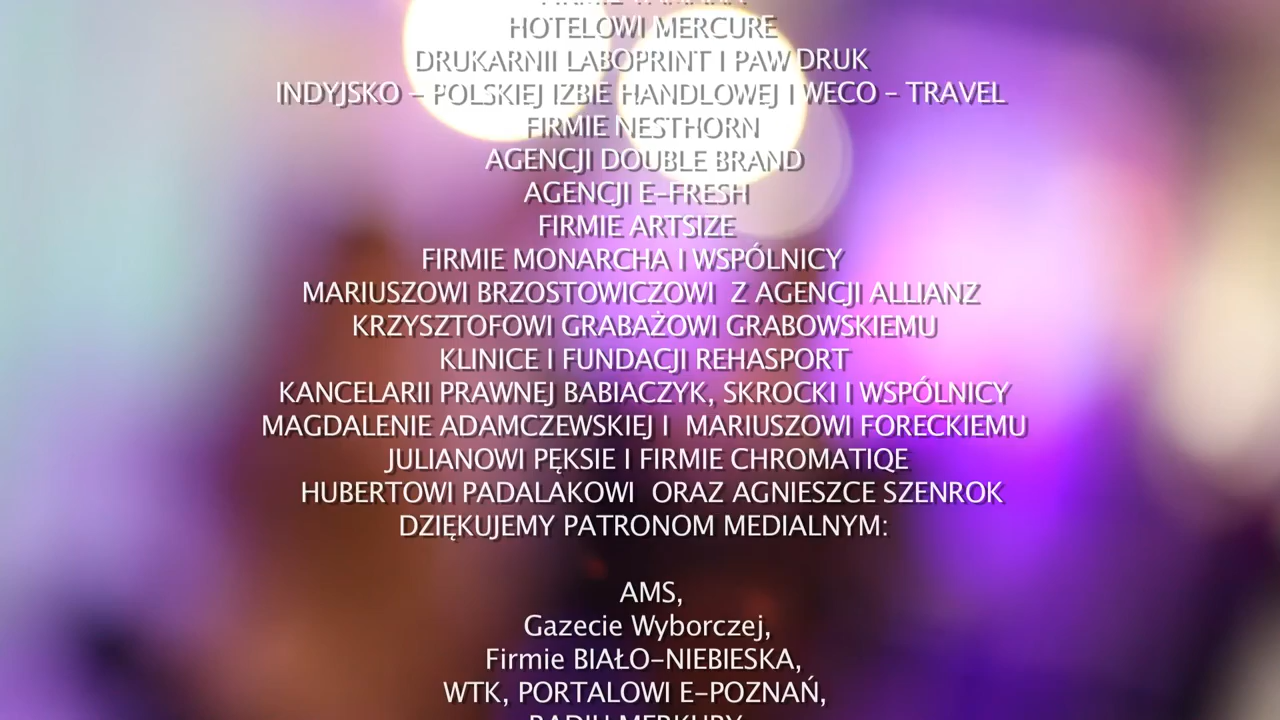 HOTELOWI MERCURE
DRUKARNII LABOPRINT I PAW DRUK
INDYJSKO - POLSKIEJ IZBIE HANDLOWEJ I WECO - TRAVEL
FIRMIE NESTHORN
AGENCJI DOUBLE BRAND
AGENCJI E-FRESH
FIRMIE ARTSIZE
FIRMIE MONARCHA I WSPÓLNICY
MARIUSZOWI BRZOSTOWICZOWI Z AGENCJI ALLIANZ
KRZYSZTOFOWI GRABAŻOWI GRABOWSKIEMU
KLINICE I FUNDACJI REHASPORT
KANCELARII PRAWNEJ BABIACZYK, SKROCKI I WSPÓLNICY
MAGDALENIE ADAMCZEWSKIEJ I MARIUSZOWI FORECKIEMU
JULIANOWI PĘKSIE I FIRMIE CHROMATIQE
HUBERTOWI PADALAKOWI ORAZ AGNIESZCE SZENROK
DZIĘKUJEMY PATRONOM MEDIALNYM:
AMS,
Gazecie Wyborczej,
Firmie BIAŁO-NIEBIESKA,
WTK, PORTALOWI E-POZNAŃ,
RADIU MERKURY